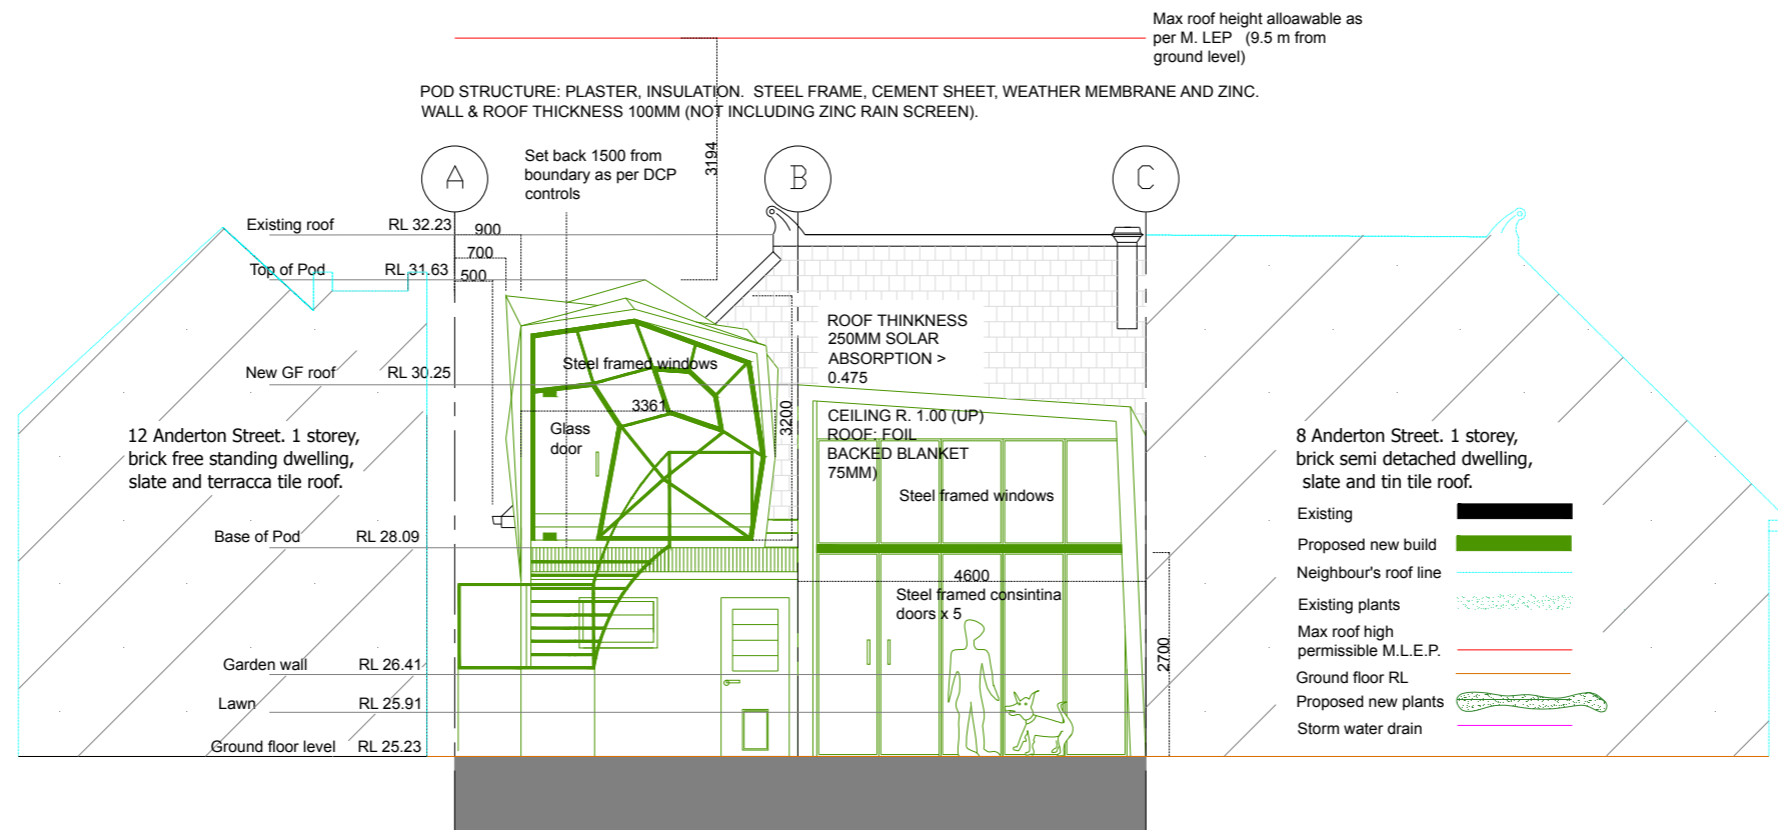 Max roof height alloawable as
per M. LEP (9.5 m from
ground level)
POD STRUCTURE: PLASTER, INSULATION. STEEL FRAME, CEMENT SHEET, WEATHER MEMBRANE AND ZINC.
WALL & ROOF THICKNESS 100MM (NOT INCLUDING ZINC RAIN SCREEN).
3194
Set back 1500 from
boundary as per DCP
controls
A
B
C
Existing roof RL 32.23
900
700
Top of Pod RL 31.63
500
ROOF THINKNESS
250MM SOLAR
ABSORPTION >
0.475
Steel framed windows
New GF roof RL 30.25
3361
3200
Glass
door
CEILING R. 1.00 (UP)
ROOF: FOIL
BACKED BLANKET
75MM)
Steel framed windows
12 Anderton Street. 1 storey,
brick free standing dwelling,
slate and terracca tile roof.
8 Anderton Street. 1 storey,
brick semi detached dwelling,
slate and tin tile roof.
Base of Pod RL 28.09
4600
Steel framed consintina
doors x 5
2700
Garden wall RL 26.41
Lawn RL 25.91
Ground floor level RL 25.23
Existing
Proposed new build
Neighbour's roof line
Existing plants
Max roof high
permissible M.L.E.P.
Ground floor RL
Proposed new plants
Storm water drain